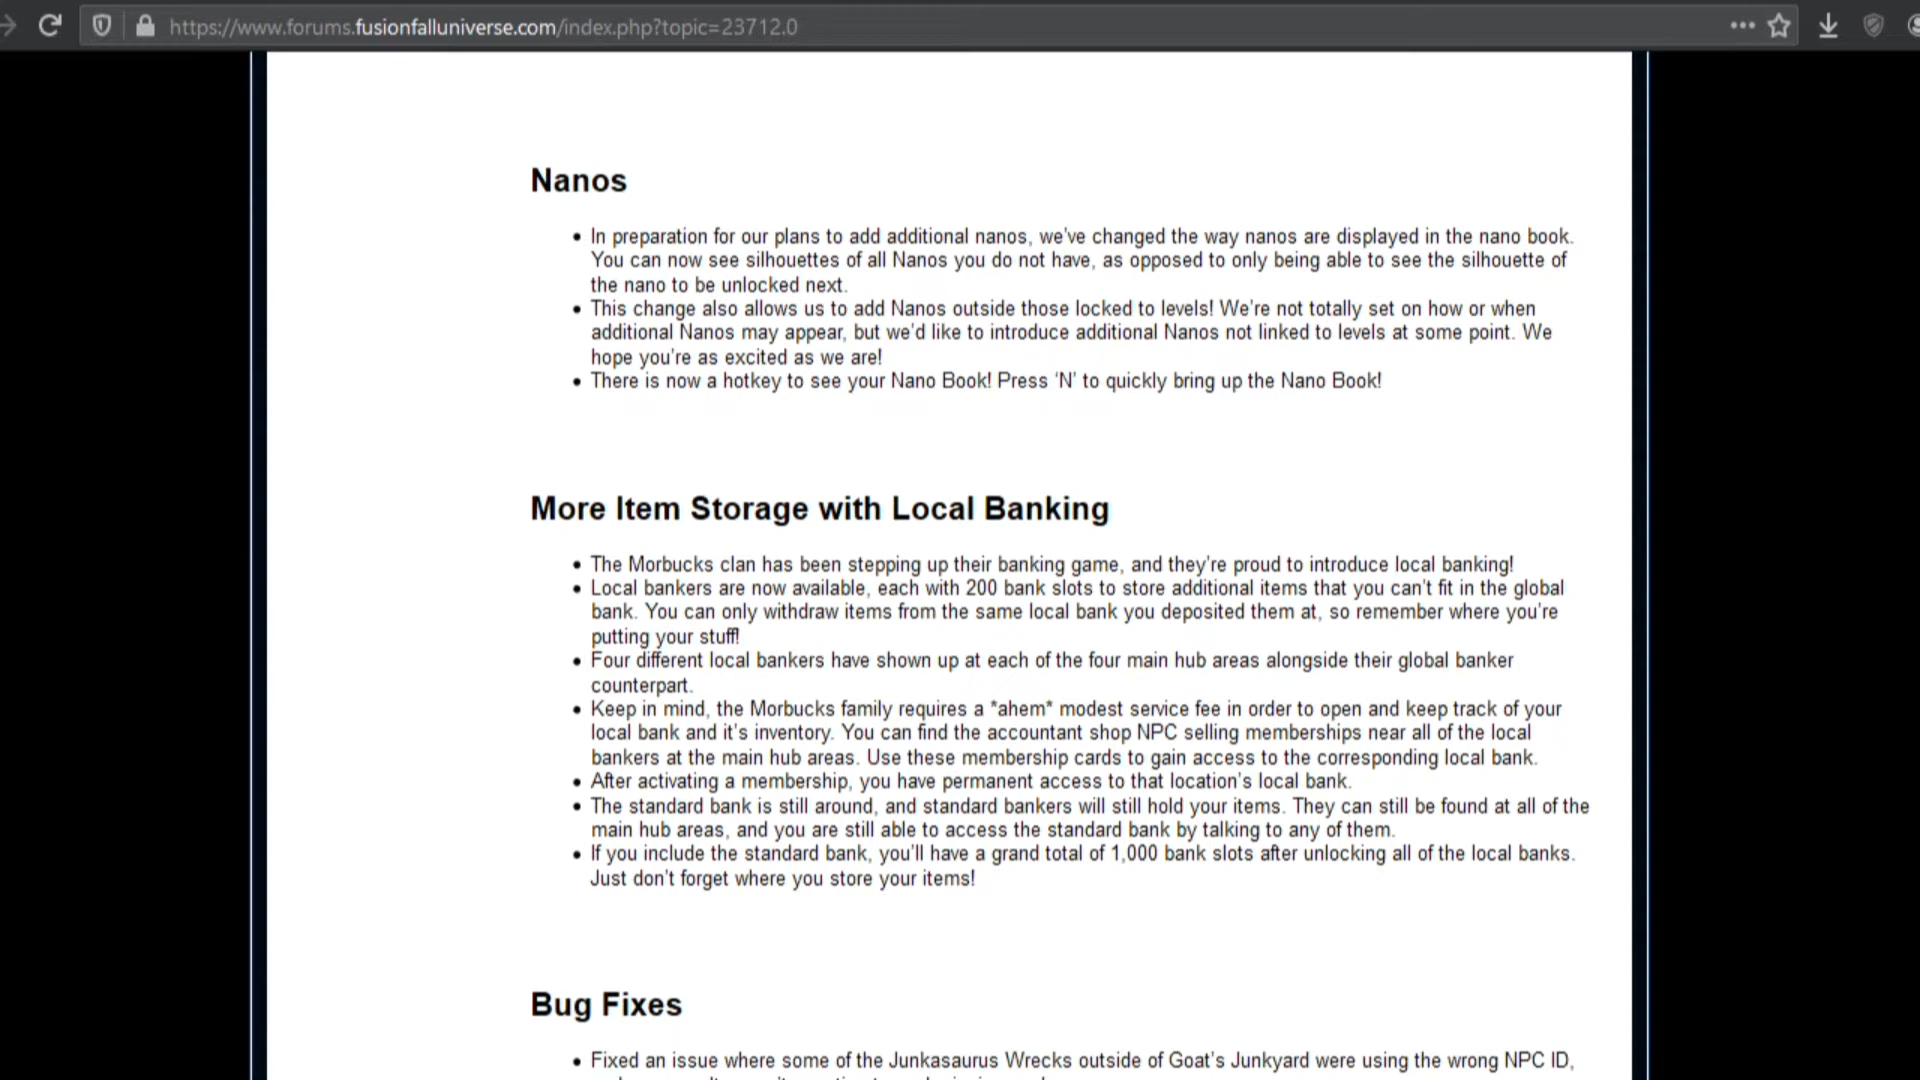 https://www.forums.fusionfalluniverse.com/index.php?topic=23712.0
Nanos
• In preparation for our plans to add additional nanos, we've changed the way nanos are displayed in the nano book.
You can now see silhouettes of all Nanos you do not have, as opposed to only being able to see the silhouette of
the nano to be unlocked next.
• This change also allows us to add Nanos outside those locked to levels! We're not totally set on how or when
additional Nanos may appear, but we'd like to introduce additional Nanos not linked to levels at some point. We
hope you're as excited as we are!
• There is now a hotkey to see your Nano Book! Press ‘N’ to quickly bring up the Nano Book!
More Item Storage with Local Banking
• The Morbucks clan has been stepping up their banking game, and they're proud to introduce local banking!
• Local bankers are now available, each with 200 bank slots to store additional items that you can't fit in the global
bank. You can only withdraw items from the same local bank you deposited them at, so remember where you're
putting your stuff!
• Four different local bankers have shown up at each of the four main hub areas alongside their global banker
counterpart.
• Keep in mind, the Morbucks family requires a *ahem* modest service fee in order to open and keep track of your
local bank and it's inventory. You can find the accountant shop NPC selling memberships near all of the local
bankers at the main hub areas. Use these membership cards to gain access to the corresponding local bank.
• After activating a membership, you have permanent access to that location's local bank.
• The standard bank is still around, and standard bankers will still hold your items. They can still be found at all of the
main hub areas, and you are still able to access the standard bank by talking to any of them.
• If you include the standard bank, you'll have a grand total of 1,000 bank slots after unlocking all of the local banks.
Just don't forget where you store your items!
Bug Fixes
• Fixed an issue where some of the Junkasaurus Wrecks outside of Goat's Junkyard were using the wrong NPC ID,